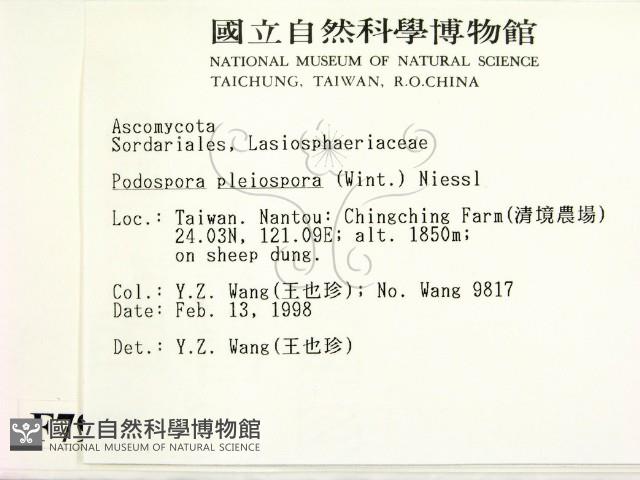 國立自然科學博物館
NATIONAL MUSEUM OF NATURAL SCIENCE
TAICHUNG, TAIWAN, R.O.CHINA
Ascomycota
Sordariales, Lasiosphaeriaceae
Podospora pleiospora (Wint.) Niessl
Loc.: Taiwan. Nantou: Chingching Farm(清境農場)
24.03N, 121.09E; alt. 1850m;
on sheep dung.
Col.: Y.Z. Wang(王也珍); No. Wang 9817
Date: Feb. 13, 1998
Det.: Y.Z. Wang(王也珍)
國立自然科學博物館
NATIONAL MUSEUM OF NATURAL SCIENCE